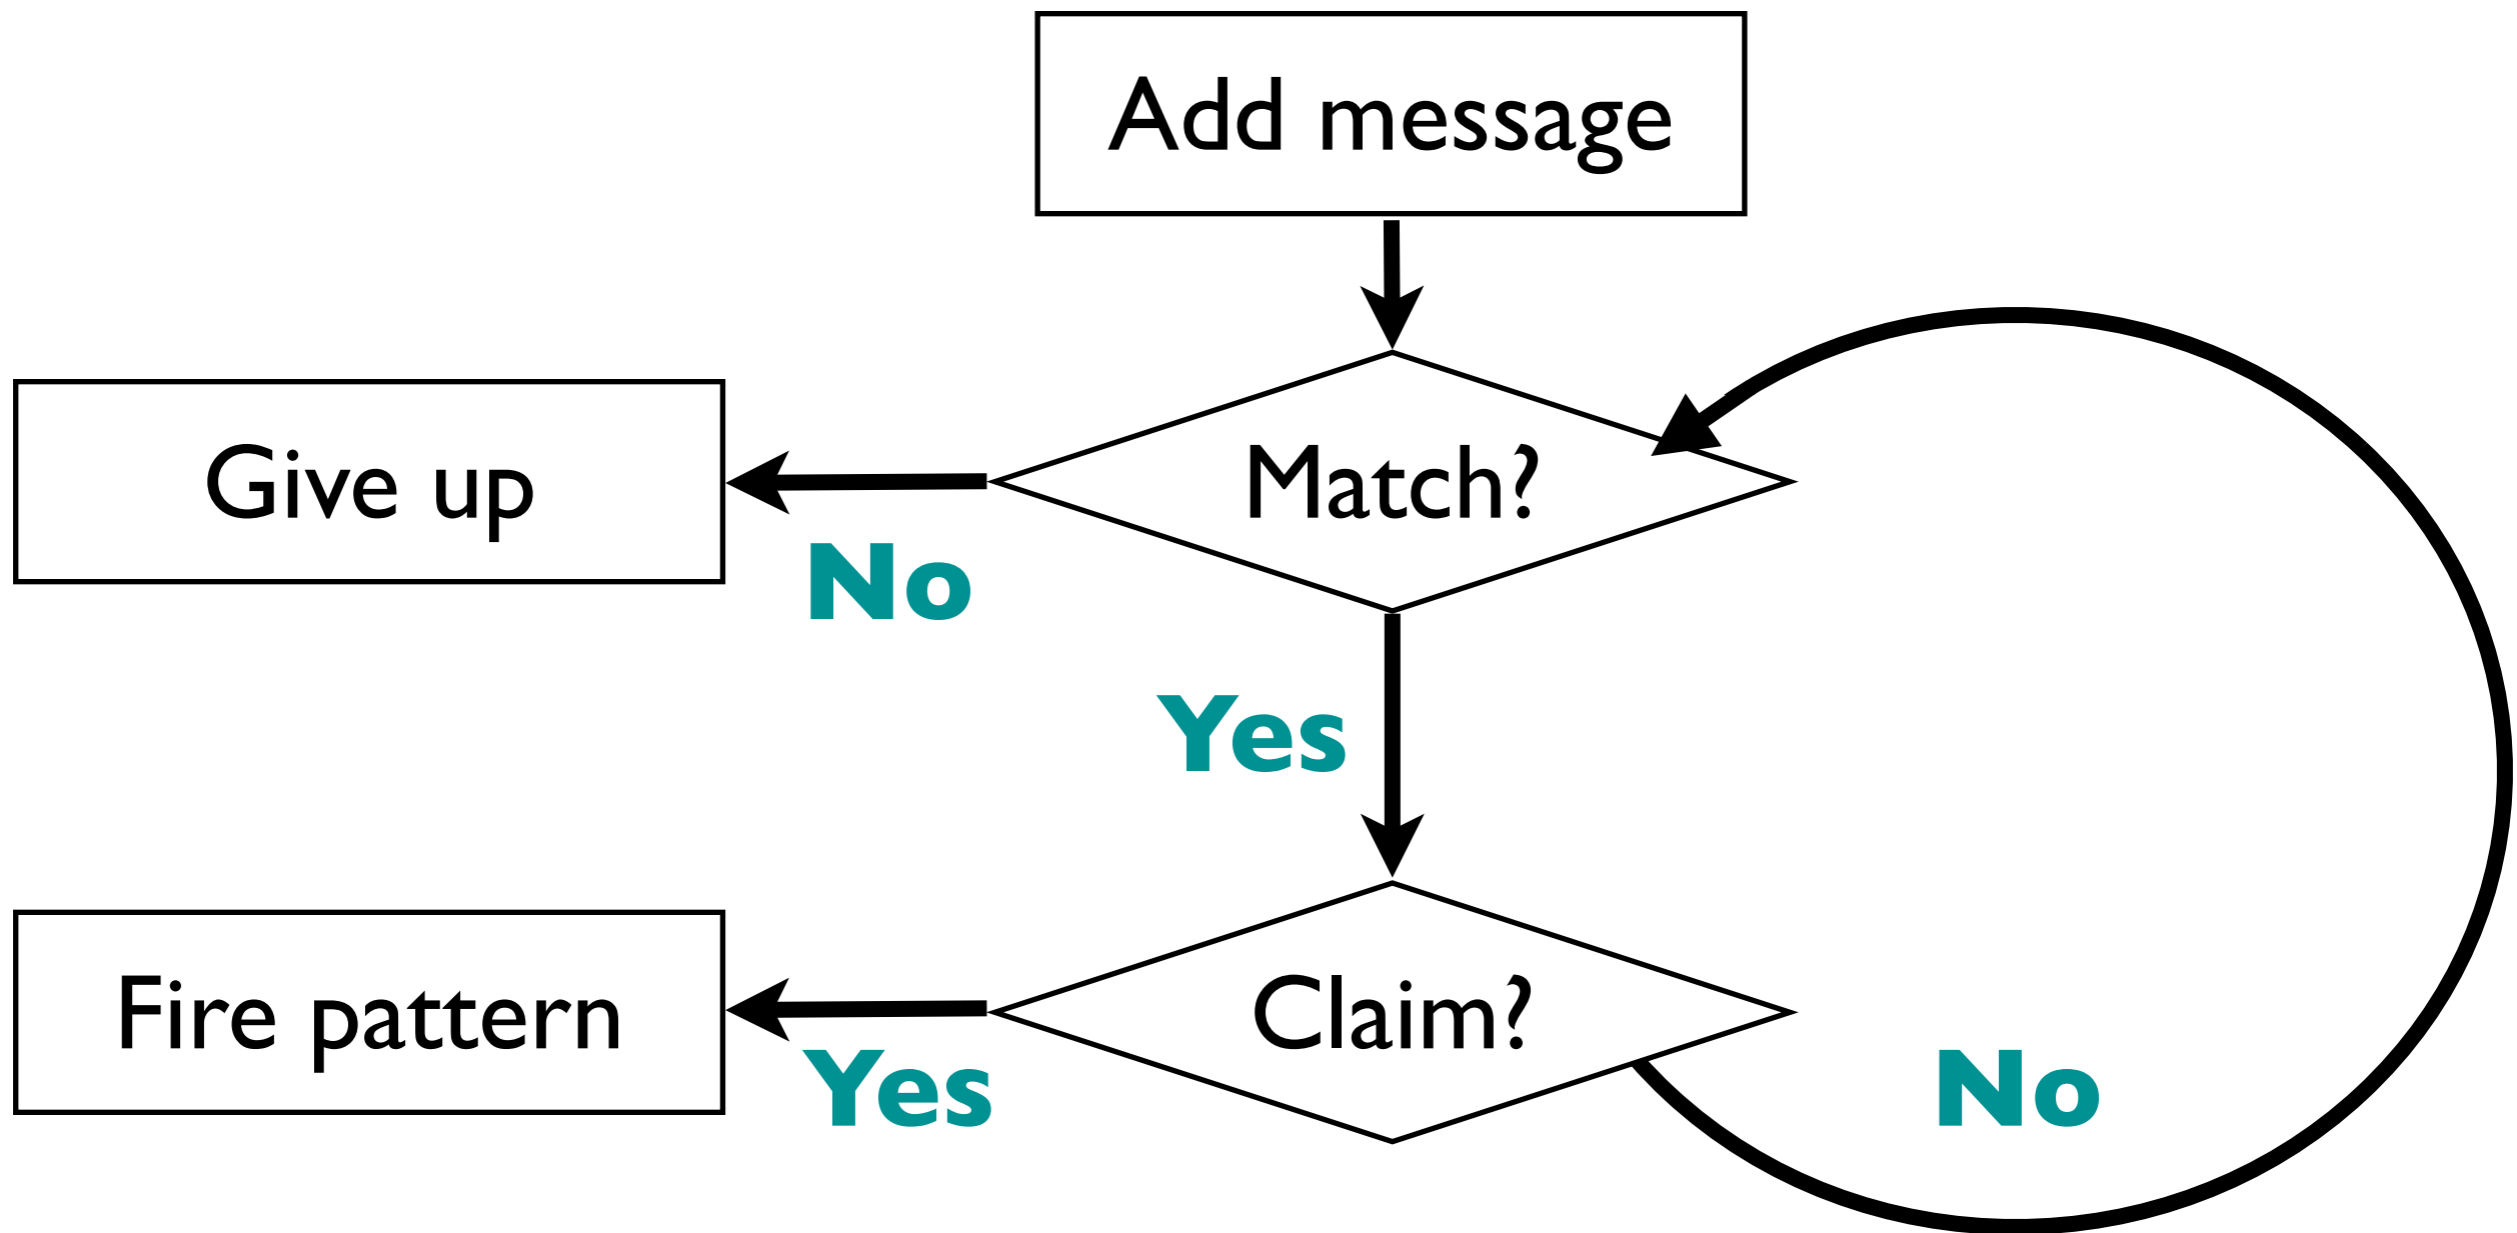 Add message
Give up
Match?
No
Yes
Fire pattern
Claim?
Yes
No